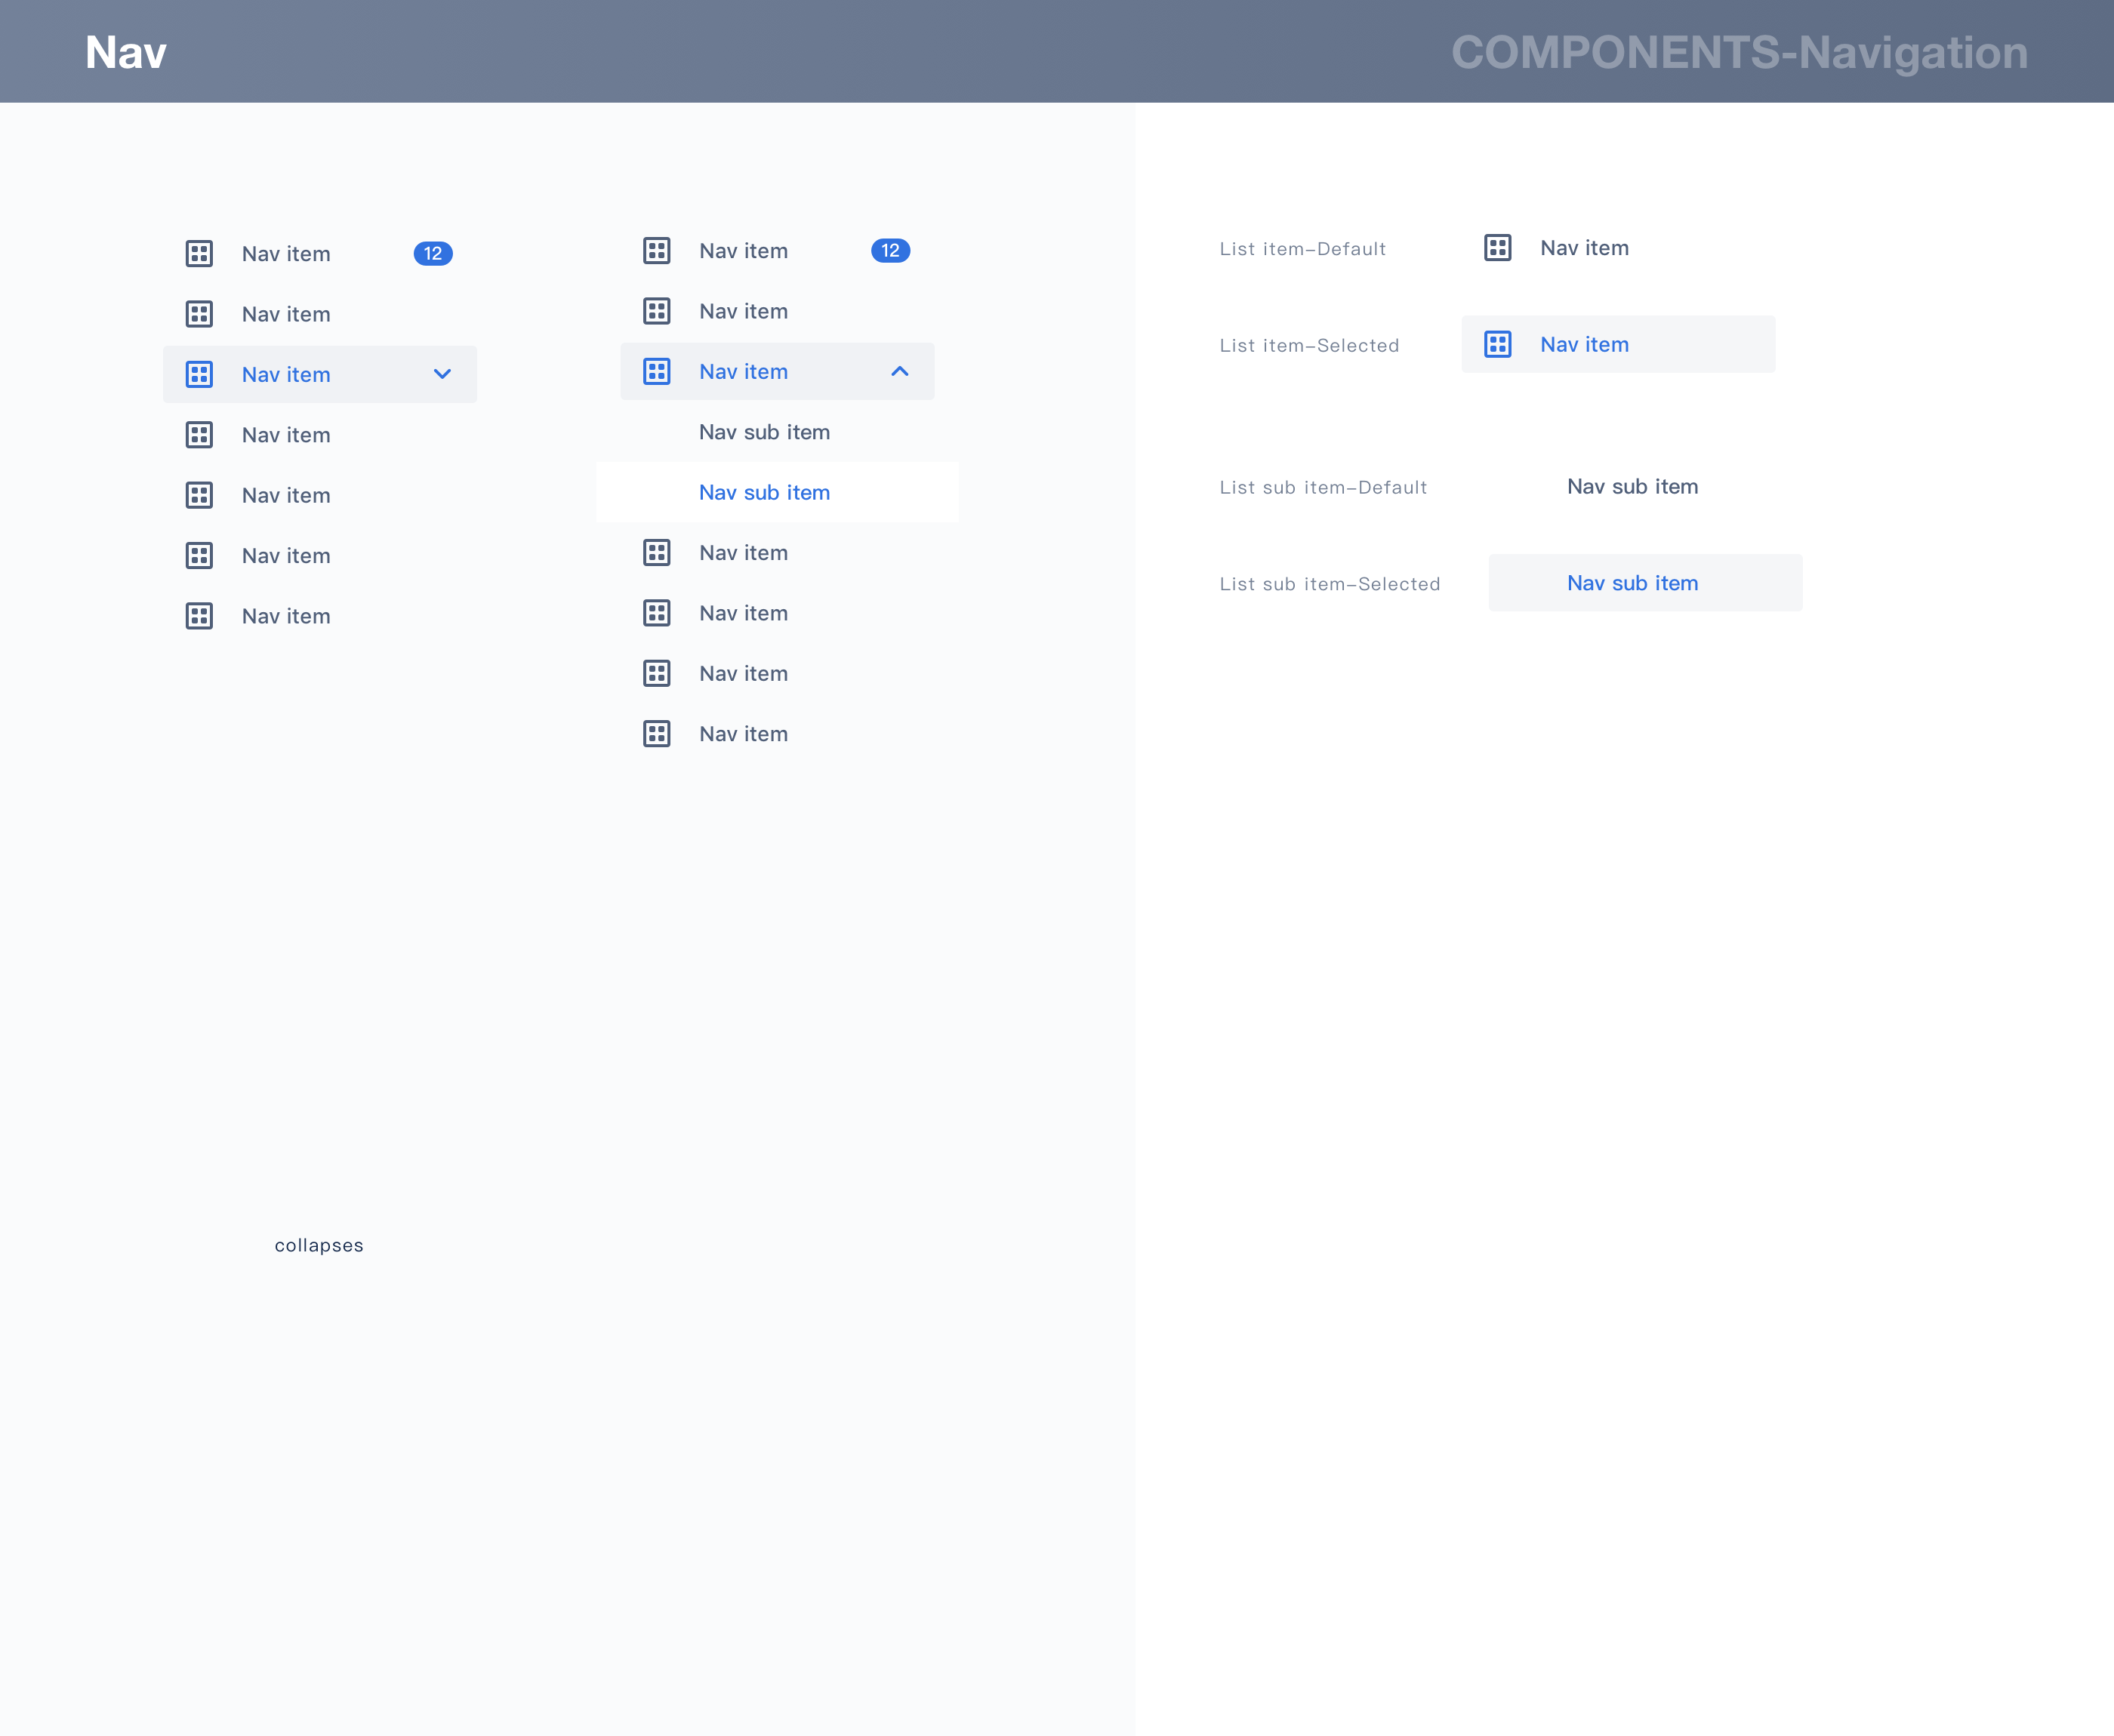 Nav
COMPONENTS-Navigation
Nav item 12
Nav item
Nav item
Nav item
Nav item
Nav item
Nav item
Nav item 12
Nav item
Nav item
Nav sub item
Nav sub item
Nav item
Nav item
Nav item
Nav item
List item–Default Nav item
List item–Selected Nav item
List sub item–Default Nav sub item
List sub item–Selected Nav sub item
collapses